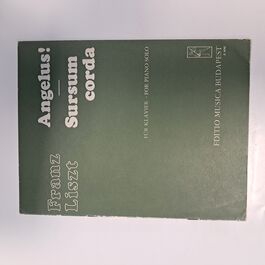 Franz
Liszt
Angelus!
Sursum
corda
FÜR KLAVIER · FOR PIANO SOLO
EDITIO MUSICA BUDAPEST